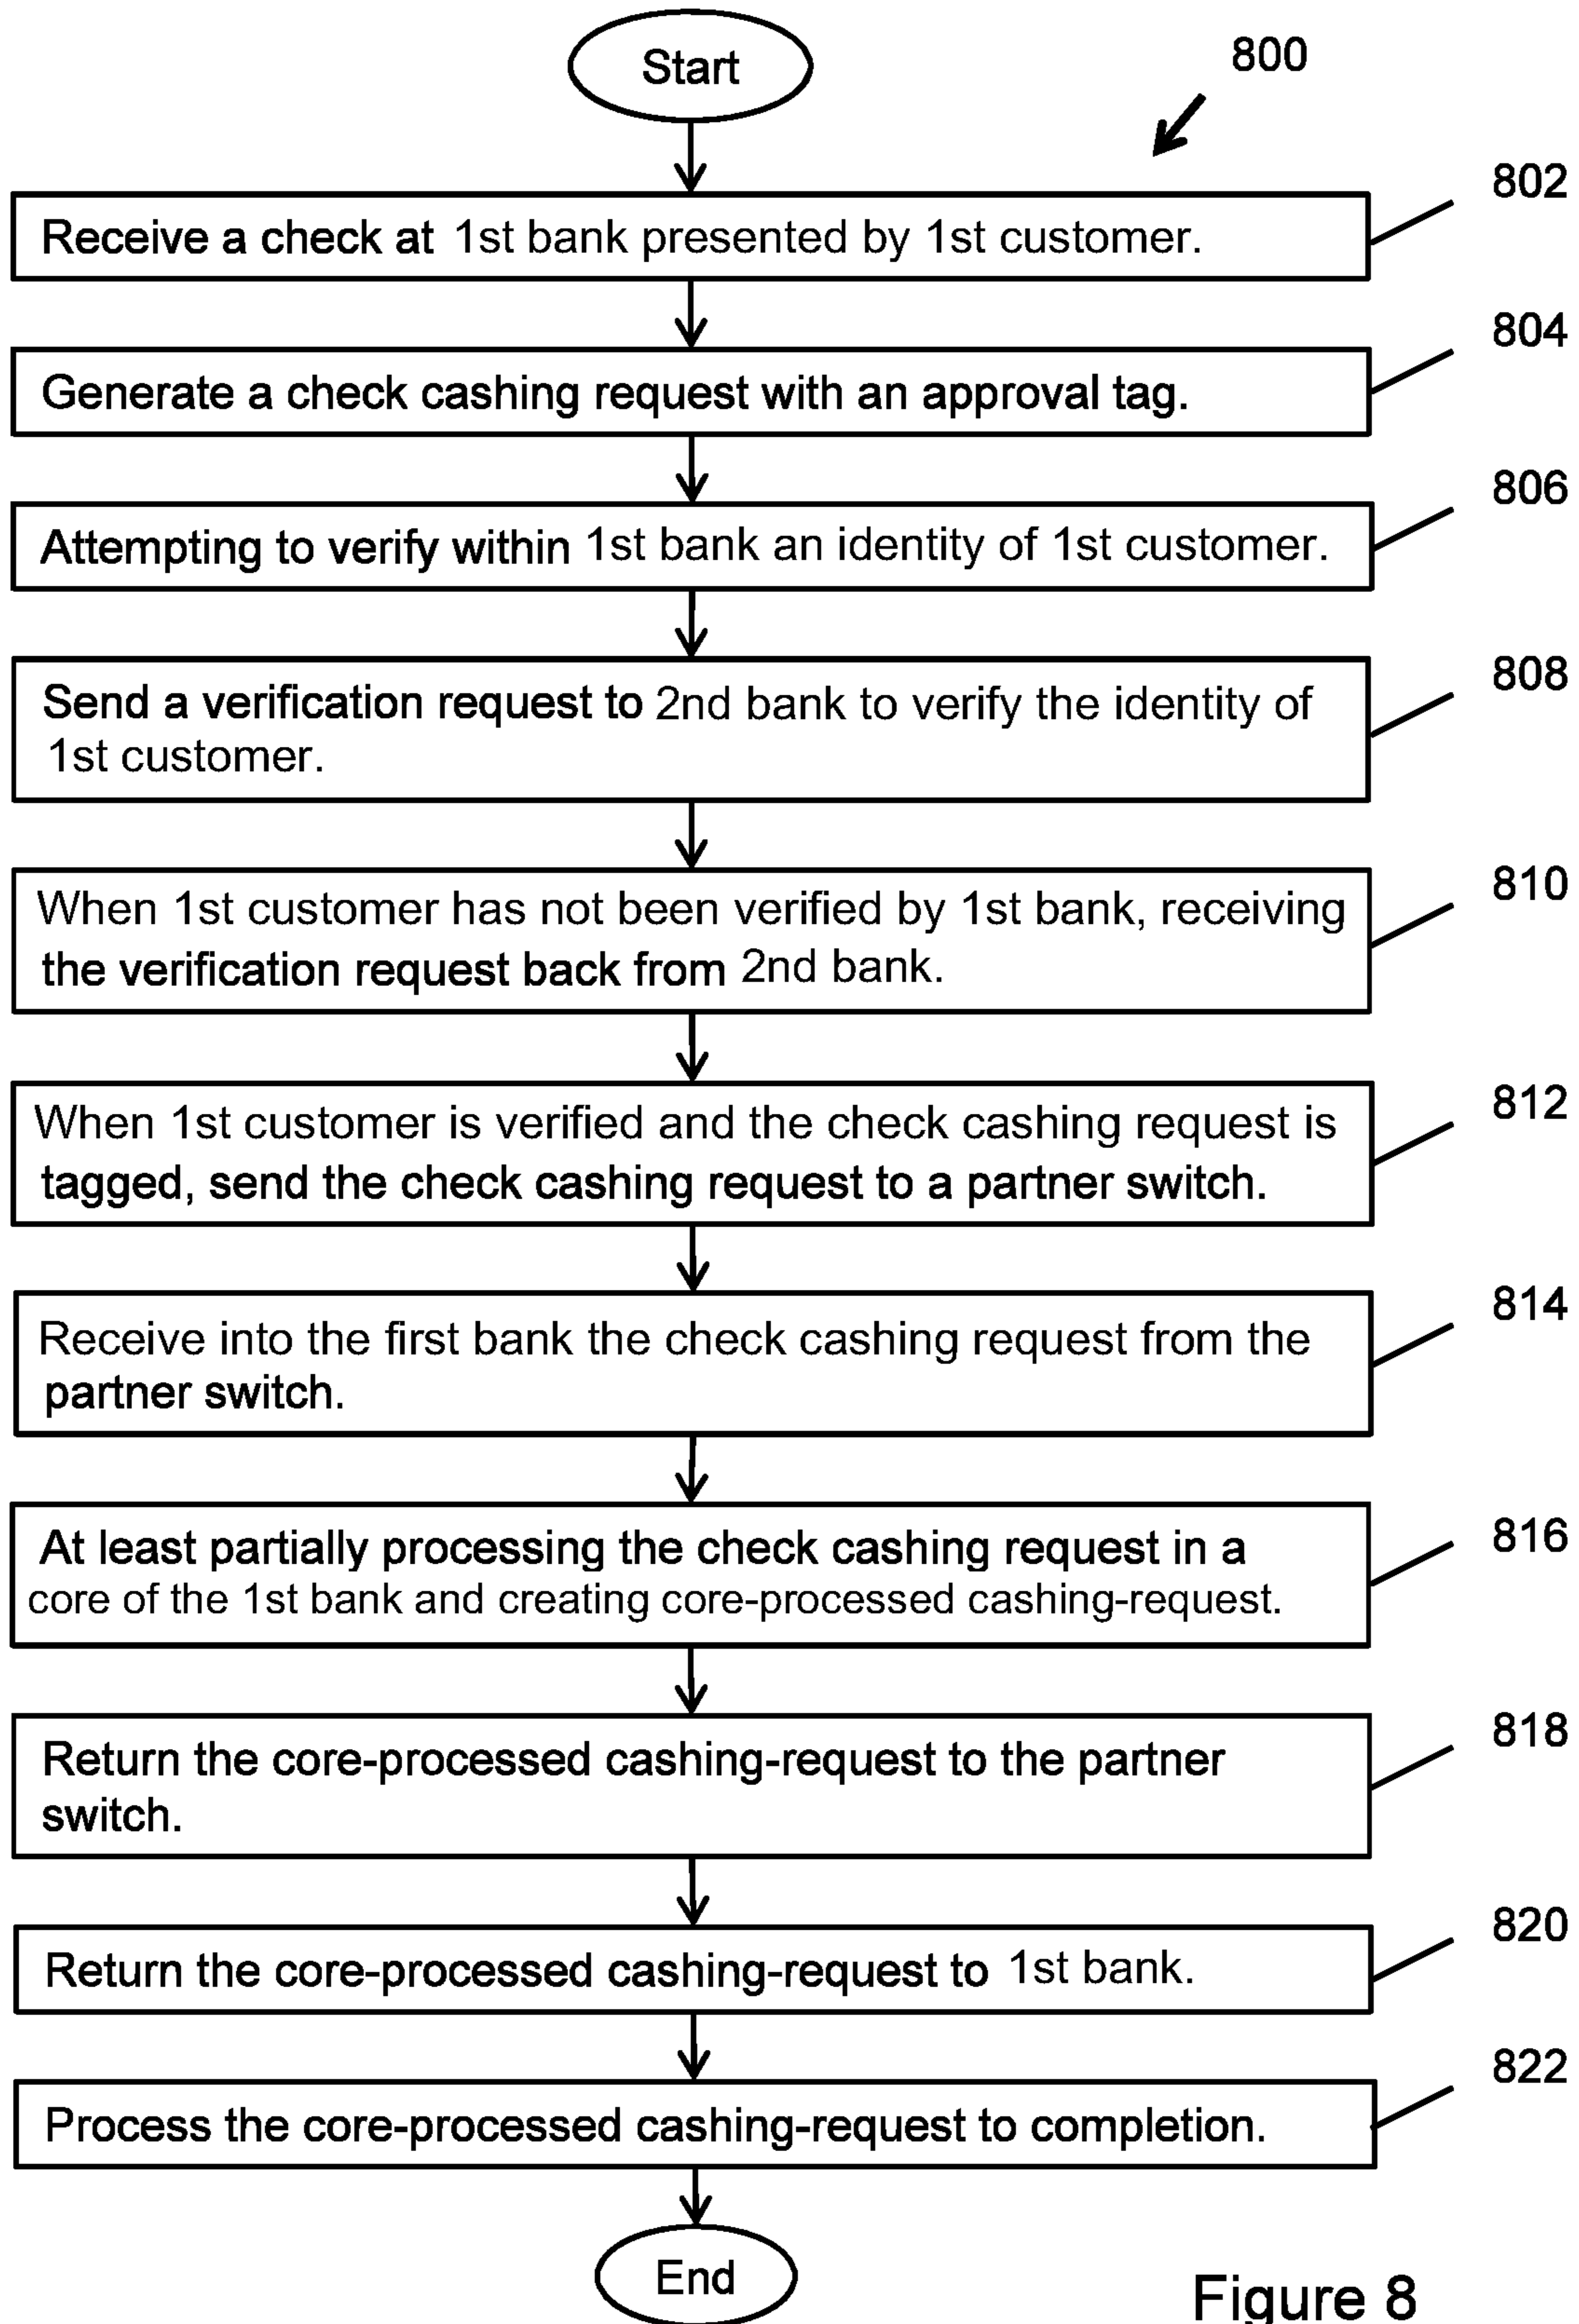 Start
800
802
Receive a check at 1st bank presented by 1st customer.
804
Generate a check cashing request with an approval tag.
806
Attempting to verify within 1st bank an identity of 1st customer.
808
Send a verification request to 2nd bank to verify the identity of
1st customer.
810
When 1st customer has not been verified by 1st bank, receiving
the verification request back from 2nd bank.
812
When 1st customer is verified and the check cashing request is
tagged, send the check cashing request to a partner switch.
814
Receive into the first bank the check cashing request from the
partner switch.
816
At least partially processing the check cashing request in a
core of the 1st bank and creating core-processed cashing-request.
818
Return the core-processed cashing-request to the partner
switch.
820
Return the core-processed cashing-request to 1st bank.
822
Process the core-processed cashing-request to completion.
End
Figure 8